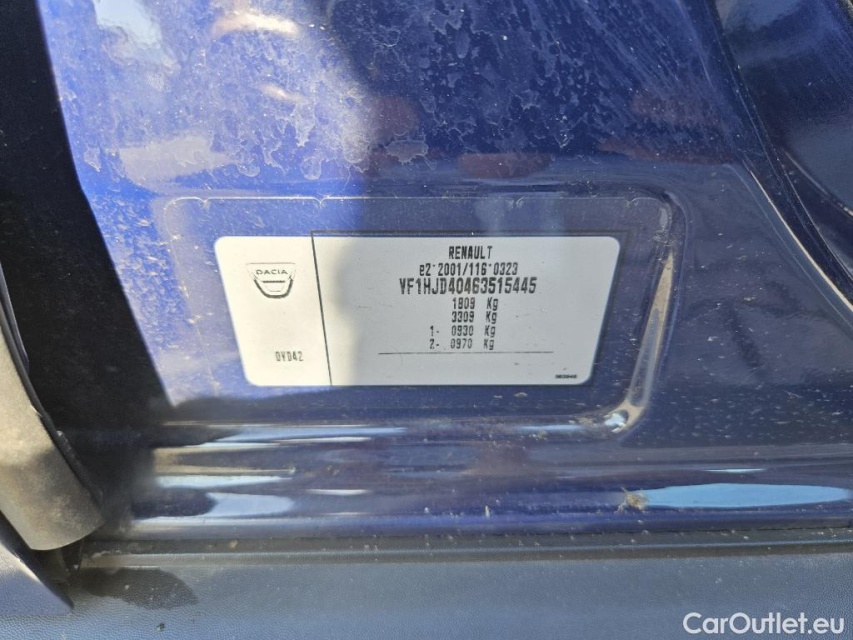 DACIA
0VD42
RENAULT
e2*2001/116*0323
VF1HJD40463515445
1809 Kg
3309 Kg
1- 0930 Kg
2- 0970 Kg
CarOutlet.eu